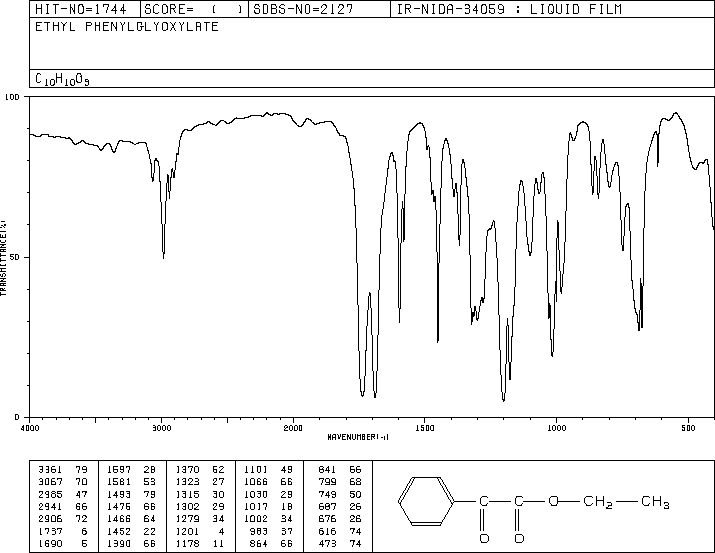 HIT-NO=1744 SCORE= ( ) SDBS-NO=2127 IR-NIDA-34059 : LIQUID FILM
ETHYL PHENYLGLYOXYLATE
C10H10O3
100
50
0
TRANSMITTANCE(%)
4000 3000 2000 1500 1000 500
WAVENUMBER(-1)
3361 79 1597 28 1370 62 1101 49 841 66
3067 70 1581 53 1323 27 1066 66 799 68
2985 47 1493 79 1315 30 1030 29 749 50
2941 66 1476 66 1302 29 1017 18 687 26
2906 72 1466 64 1279 34 1002 34 676 26
1737 6 1452 22 1201 4 983 37 616 74
1690 5 1390 66 1178 11 864 66 473 74
C C O CH2 CH3
O O